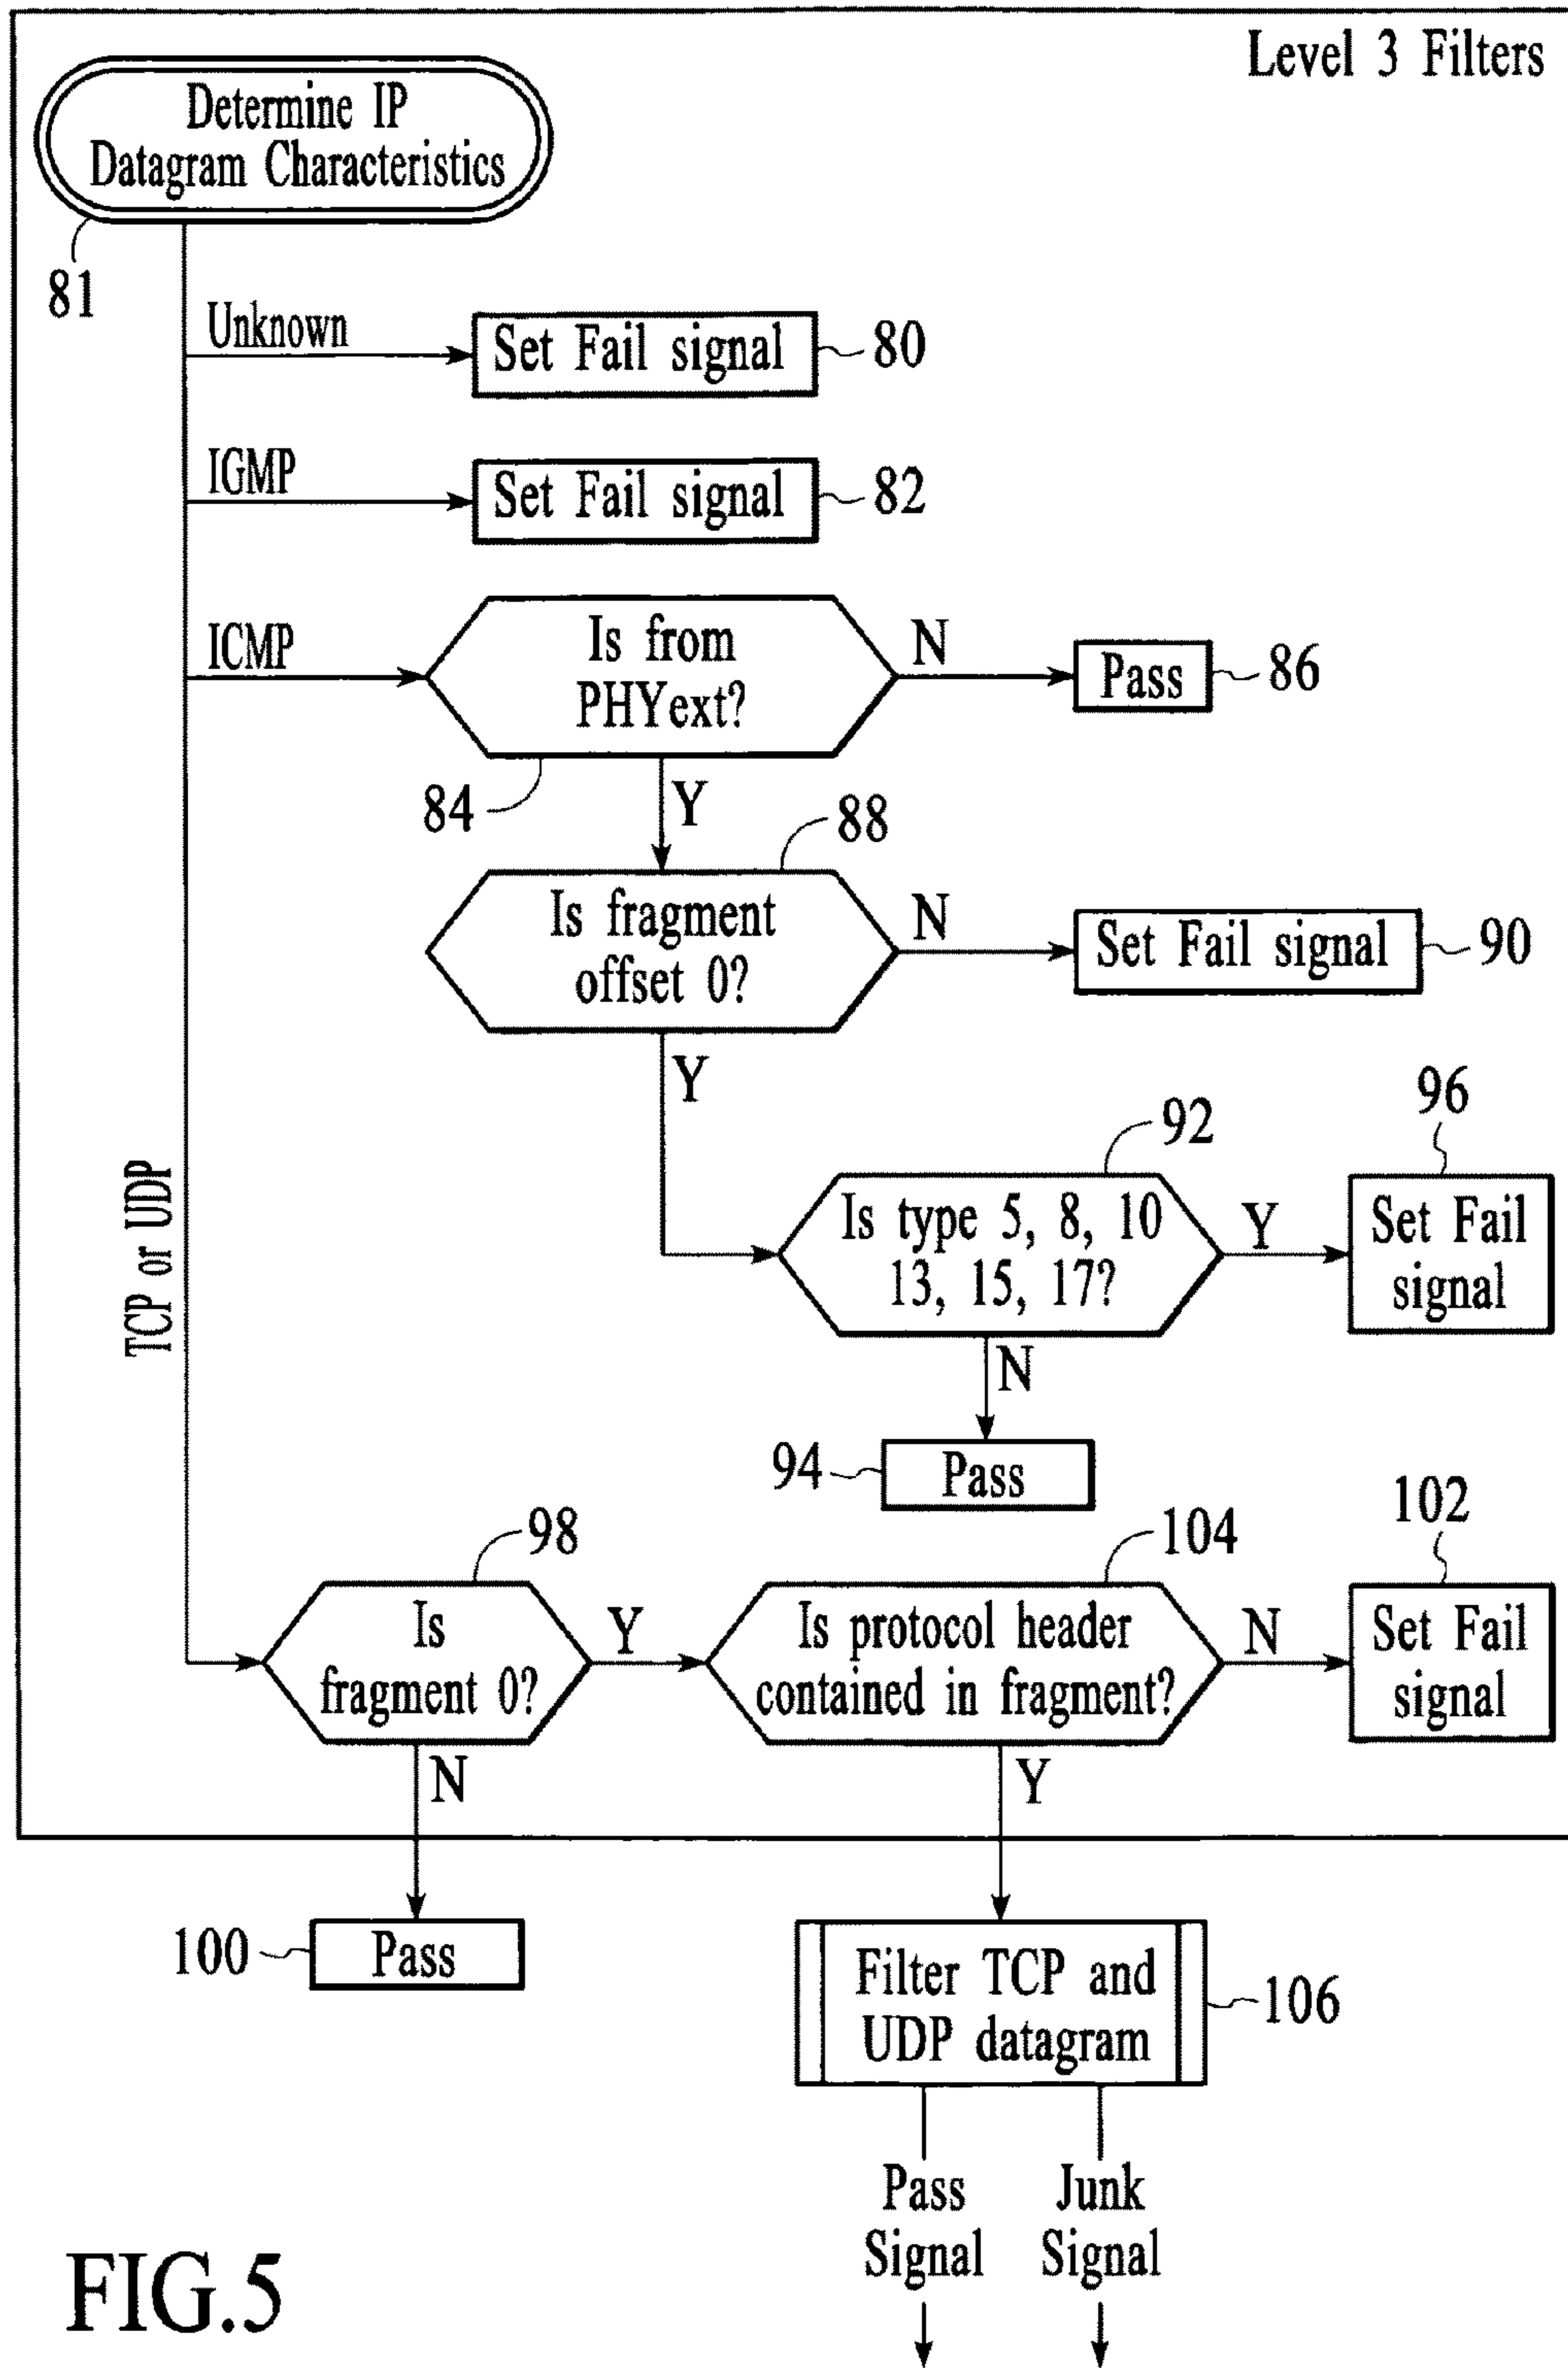 Level 3 Filters
Determine IP
Datagram Characteristics
81
Unknown
Set Fail signal
80
IGMP
Set Fail signal
82
ICMP
Is from
PHYext?
N
Pass
86
84
Y
88
Is fragment
offset 0?
N
Set Fail signal
90
Y
92
96
Is type 5, 8, 10
13, 15, 17?
Y
Set Fail
signal
N
94
Pass
TCP or UDP
98
104
102
Is
fragment 0?
Y
Is protocol header
contained in fragment?
N
Set Fail
signal
N
Y
100
Pass
Filter TCP and
UDP datagram
106
Pass
Signal
Junk
Signal
FIG.5